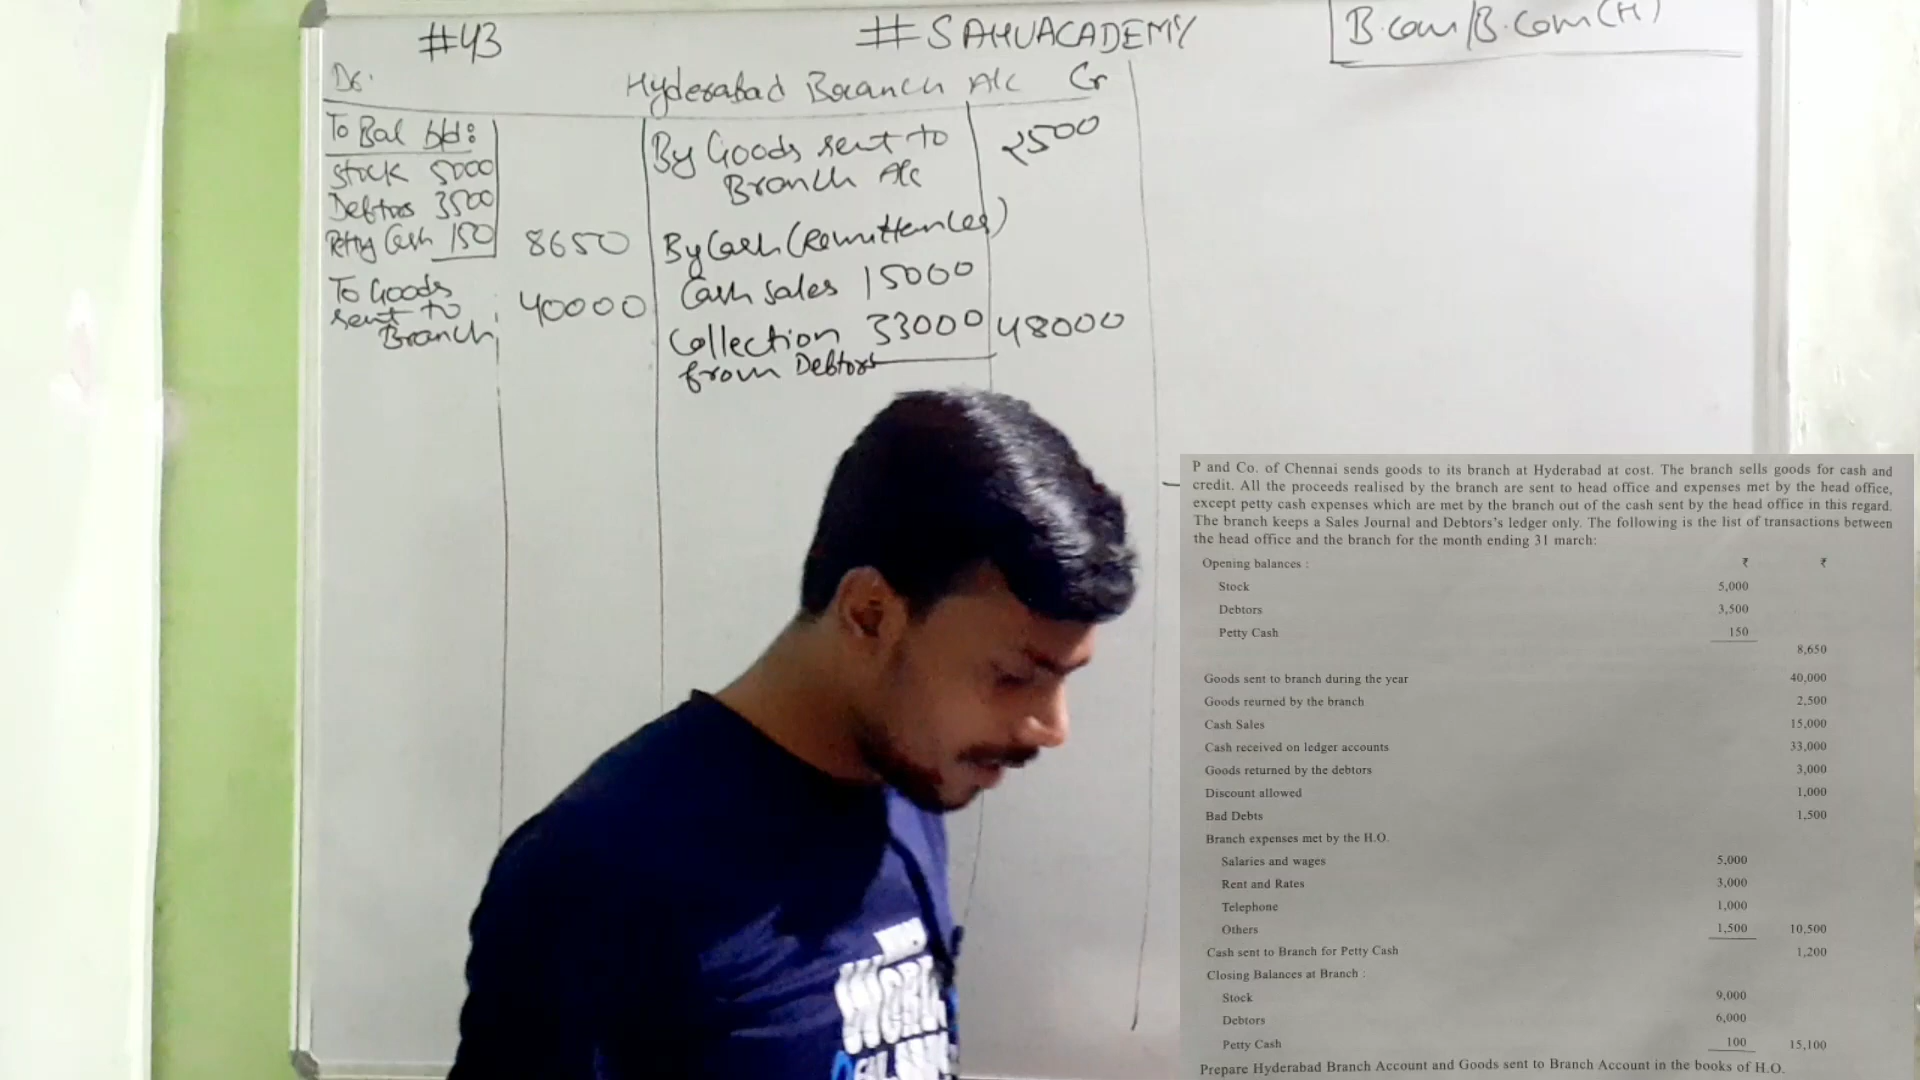 #43
#SAHUACADEMY
B.com/B.Com(H)
Dr.
Hyderabad Branch A/c
Cr
To Bal b/d:
Stock 5000
Debtors 3500
Petty Cash 150 8650
To Goods
sent to
Branch 40000
By Goods sent to
Branch A/c 2500
By Cash (Remittances)
Cash Sales 15000
Collection 33000 48000
from Debtors
P and Co. of Chennai sends goods to its branch at Hyderabad at cost. The branch sells goods for cash and
credit. All the proceeds realised by the branch are sent to head office and expenses met by the head office,
except petty cash expenses which are met by the branch out of the cash sent by the head office in this regard.
The branch keeps a Sales Journal and Debtors's ledger only. The following is the list of transactions between
the head office and the branch for the month ending 31 march:
Opening balances : ₹ ₹
Stock 5,000
Debtors 3,500
Petty Cash 150
8,650
Goods sent to branch during the year 40,000
Goods reurned by the branch 2,500
Cash Sales 15,000
Cash received on ledger accounts 33,000
Goods returned by the debtors 3,000
Discount allowed 1,000
Bad Debts 1,500
Branch expenses met by the H.O.
Salaries and wages 5,000
Rent and Rates 3,000
Telephone 1,000
Others 1,500 10,500
Cash sent to Branch for Petty Cash 1,200
Closing Balances at Branch :
Stock 9,000
Debtors 6,000
Petty Cash 100 15,100
Prepare Hyderabad Branch Account and Goods sent to Branch Account in the books of H.O.